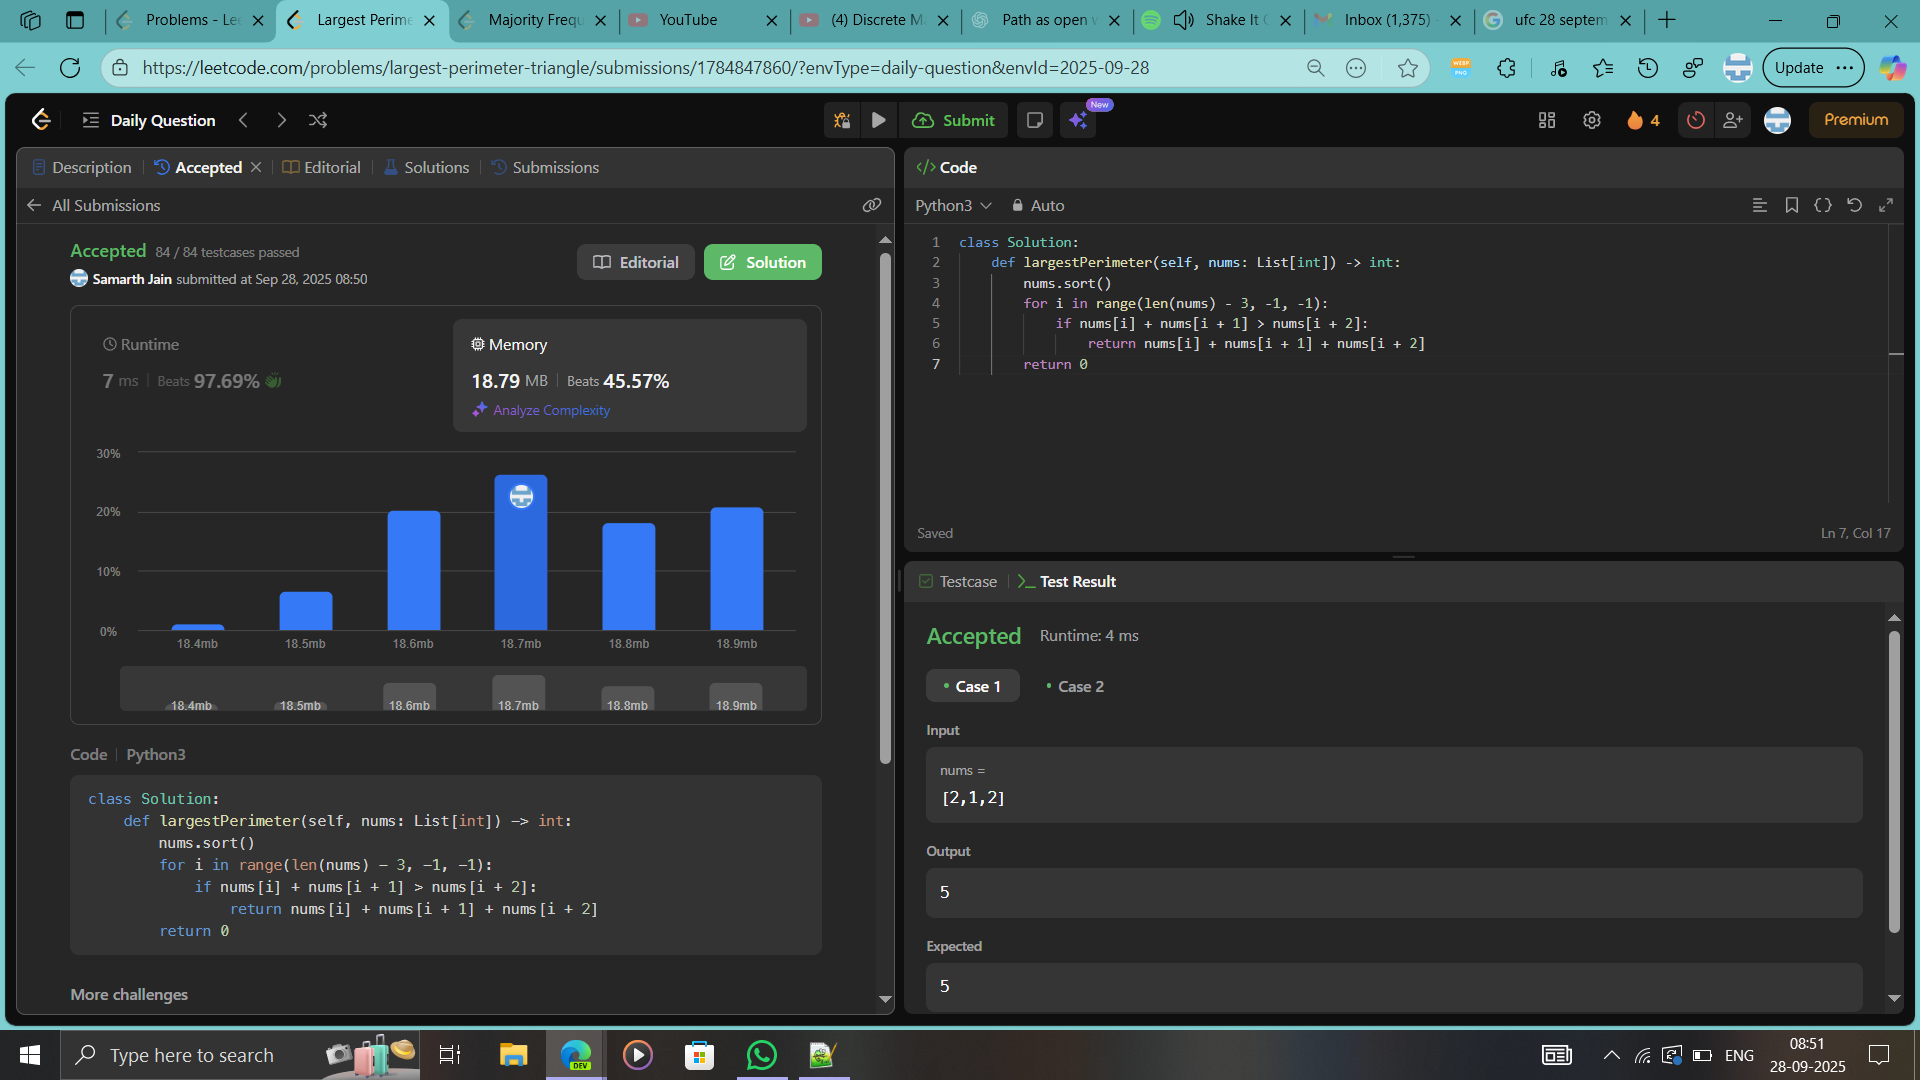 Problems - Le
Largest Perime
Majority Frequ
YouTube
(4) Discrete M
Path as open
Shake It
Inbox (1,375)
ufc 28 septem
https://leetcode.com/problems/largest-perimeter-triangle/submissions/1784847860/?envType=daily-question&envId=2025-09-28
Update
Daily Question
Submit
New
4
Premium
Description
Accepted
Editorial
Solutions
Submissions
All Submissions
Accepted 84 / 84 testcases passed
Samarth Jain submitted at Sep 28, 2025 08:50
Editorial
Solution
Runtime
7 ms Beats 97.69%
Memory
18.79 MB Beats 45.57%
Analyze Complexity
30%
20%
10%
0%
18.4mb 18.5mb 18.6mb 18.7mb 18.8mb 18.9mb
18.4mb 18.5mb 18.6mb 18.7mb 18.8mb 18.9mb
Code Python3
class Solution:
def largestPerimeter(self, nums: List[int]) -> int:
nums.sort()
for i in range(len(nums) - 3, -1, -1):
if nums[i] + nums[i + 1] > nums[i + 2]:
return nums[i] + nums[i + 1] + nums[i + 2]
return 0
More challenges
</> Code
Python3 Auto
1 class Solution:
2 def largestPerimeter(self, nums: List[int]) -> int:
3 nums.sort()
4 for i in range(len(nums) - 3, -1, -1):
5 if nums[i] + nums[i + 1] > nums[i + 2]:
6 return nums[i] + nums[i + 1] + nums[i + 2]
7 return 0
Saved
Ln 7, Col 17
Testcase
>_ Test Result
Accepted Runtime: 4 ms
• Case 1
• Case 2
Input
nums =
[2,1,2]
Output
5
Expected
5
Type here to search
DEV
ENG
08:51
28-09-2025